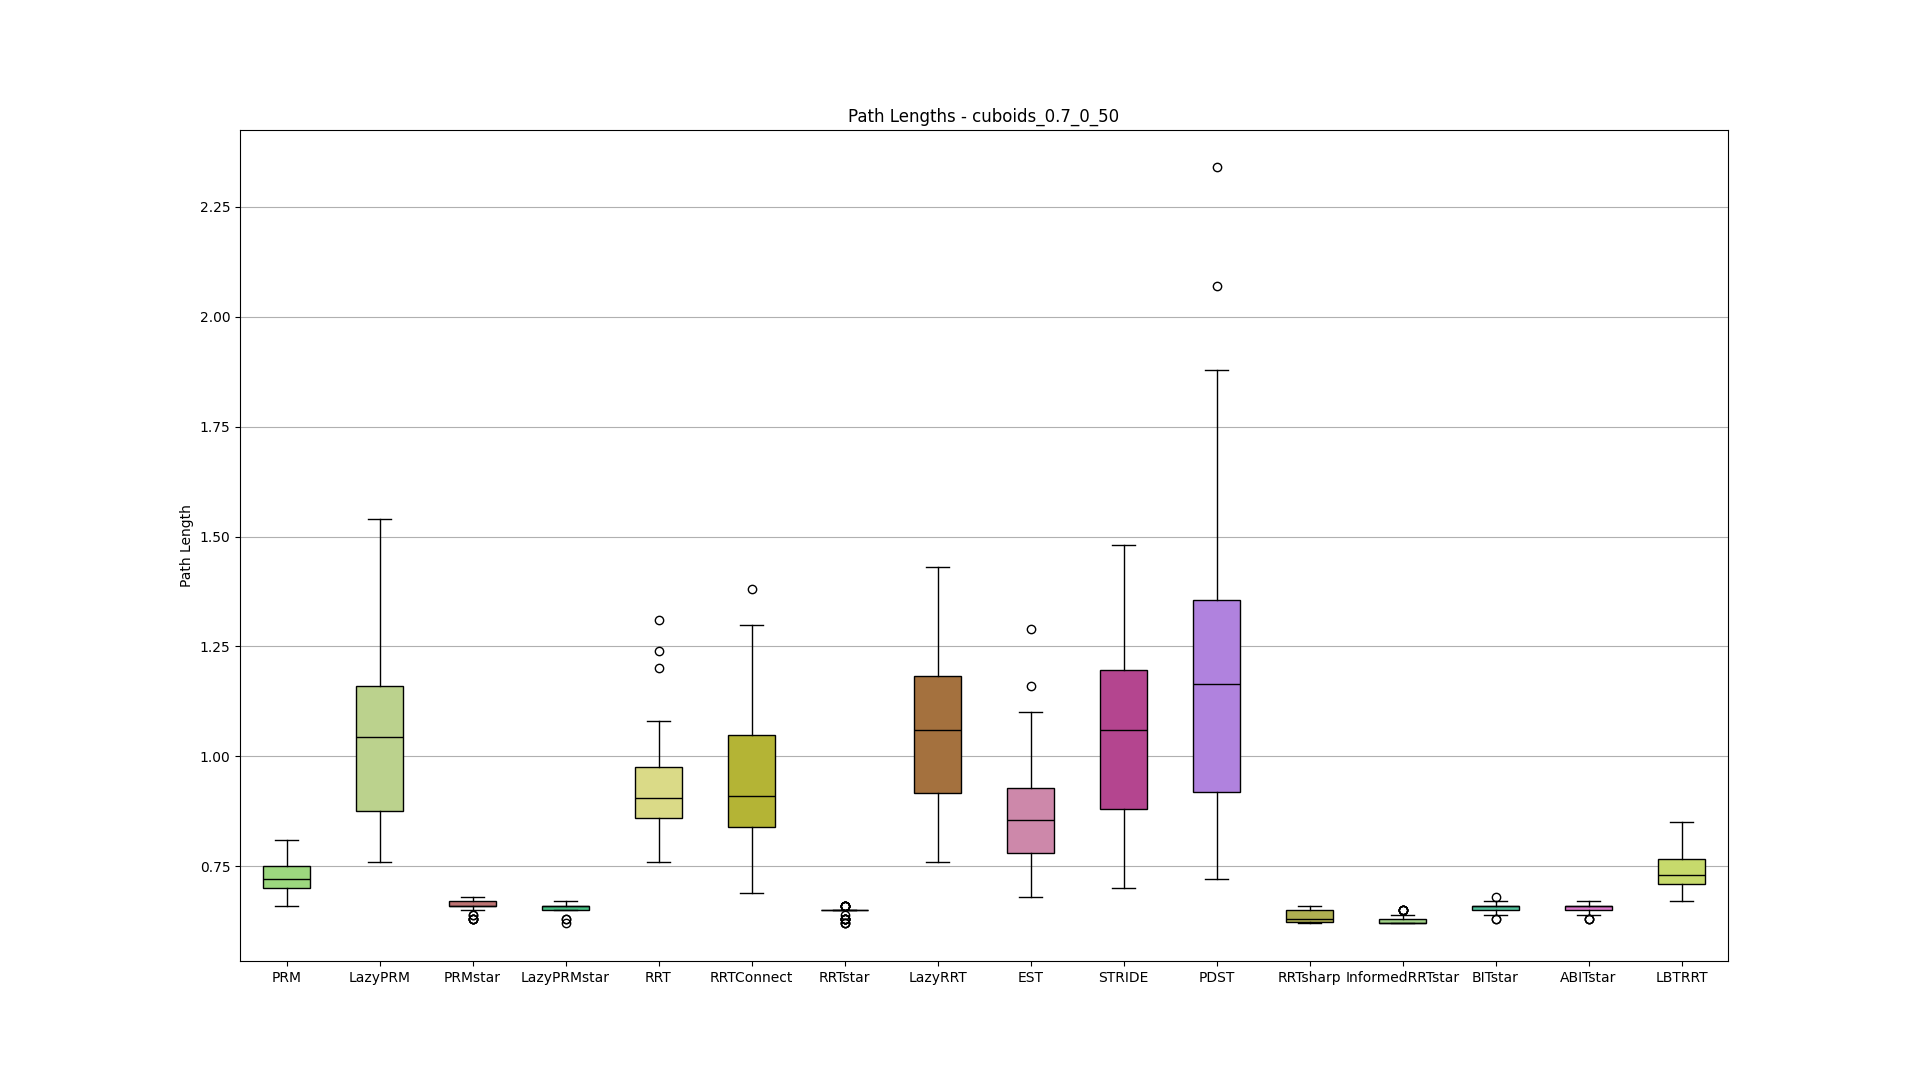 Path Lengths - cuboids_0.7_0_50
Path Length
2.25
2.00
1.75
1.50
1.25
1.00
0.75
PRM LazyPRM PRMstar LazyPRMstar RRT RRTConnect RRTstar LazyRRT EST STRIDE PDST RRTsharp InformedRRTstar BITstar ABITstar LBTRRT